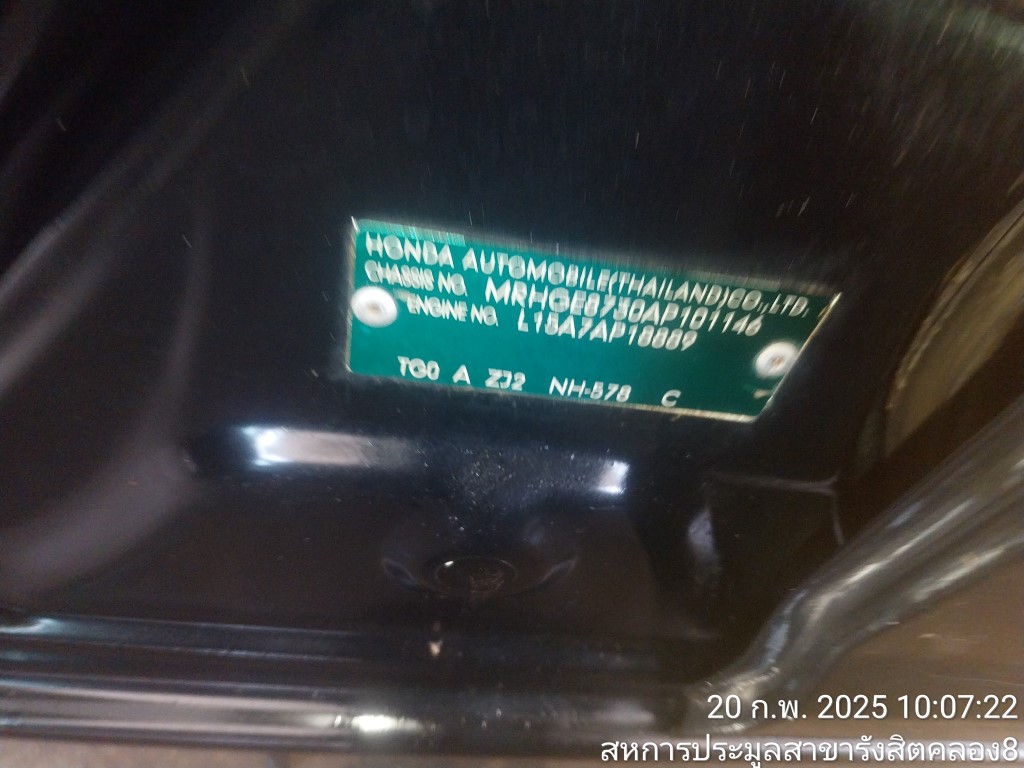 HONDA AUTOMOBILE(THAILAND)CO.,LTD.
CHASSIS NO. MRHGE8730AP101146
ENGINE NO. L15A7AP18889
TG0 A ZJ2 NH-578 C
20 ก.พ. 2025 10:07:22
สหการประมูลสาขารังสิตคลอง8